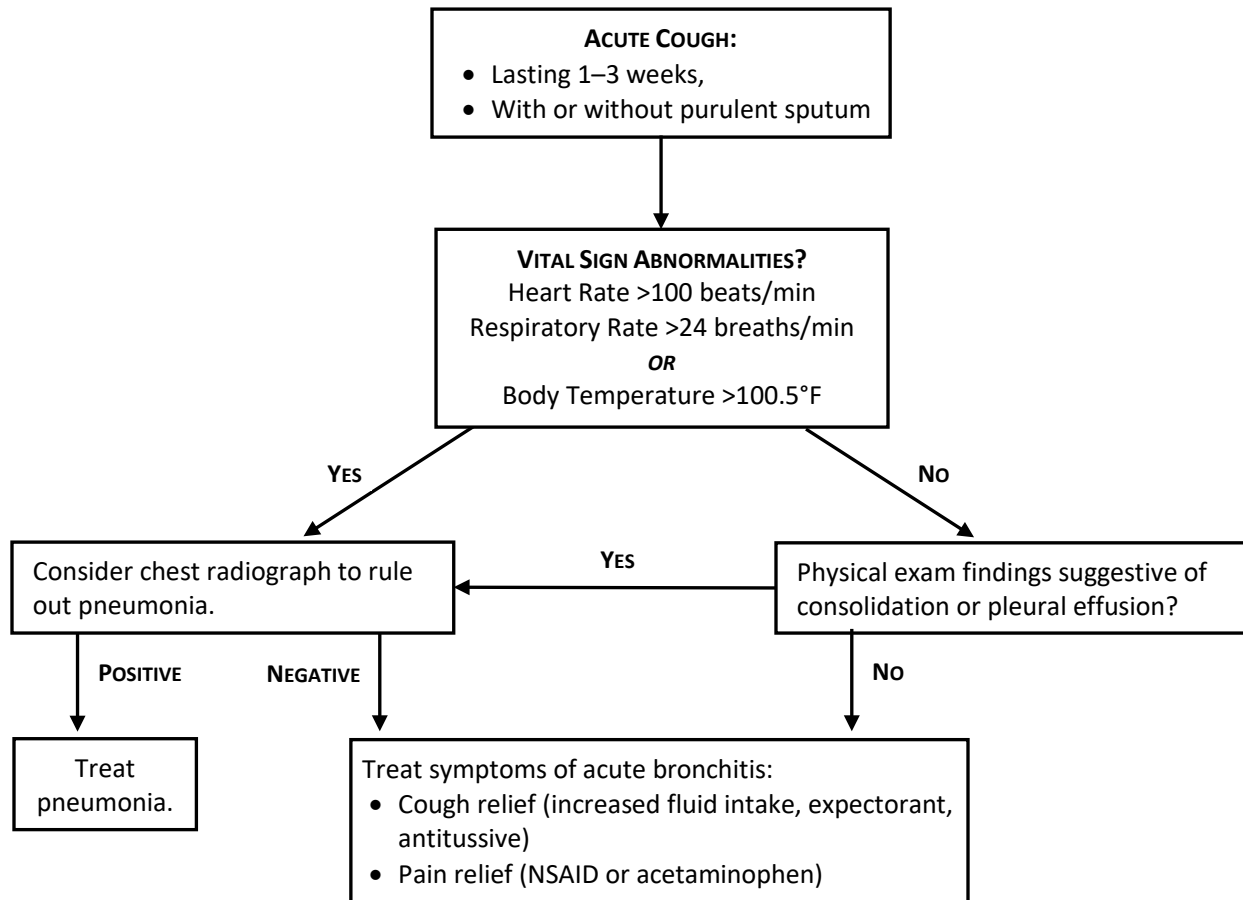 ACUTE COUGH:
• Lasting 1–3 weeks,
• With or without purulent sputum
VITAL SIGN ABNORMALITIES?
Heart Rate >100 beats/min
Respiratory Rate >24 breaths/min
OR
Body Temperature >100.5°F
YES
NO
Consider chest radiograph to rule
out pneumonia.
YES
Physical exam findings suggestive of
consolidation or pleural effusion?
POSITIVE
NEGATIVE
NO
Treat
pneumonia.
Treat symptoms of acute bronchitis:
• Cough relief (increased fluid intake, expectorant,
antitussive)
• Pain relief (NSAID or acetaminophen)